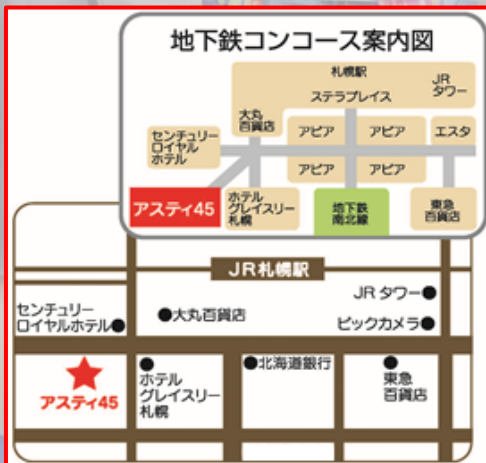 地下鉄コンコース案内図
札幌駅
ステラプレイス
JR
タワー
大丸
百貨店
アピア
アピア
エスタ
センチュリー
ロイヤル
ホテル
アピア
アピア
アスティ45
ホテル
グレイスリー
札幌
地下鉄
南北線
東急
百貨店
JR札幌駅
センチュリー
ロイヤルホテル
大丸百貨店
JRタワー
ビックカメラ
アスティ45
ホテル
グレイスリー
札幌
北海道銀行
東急
百貨店